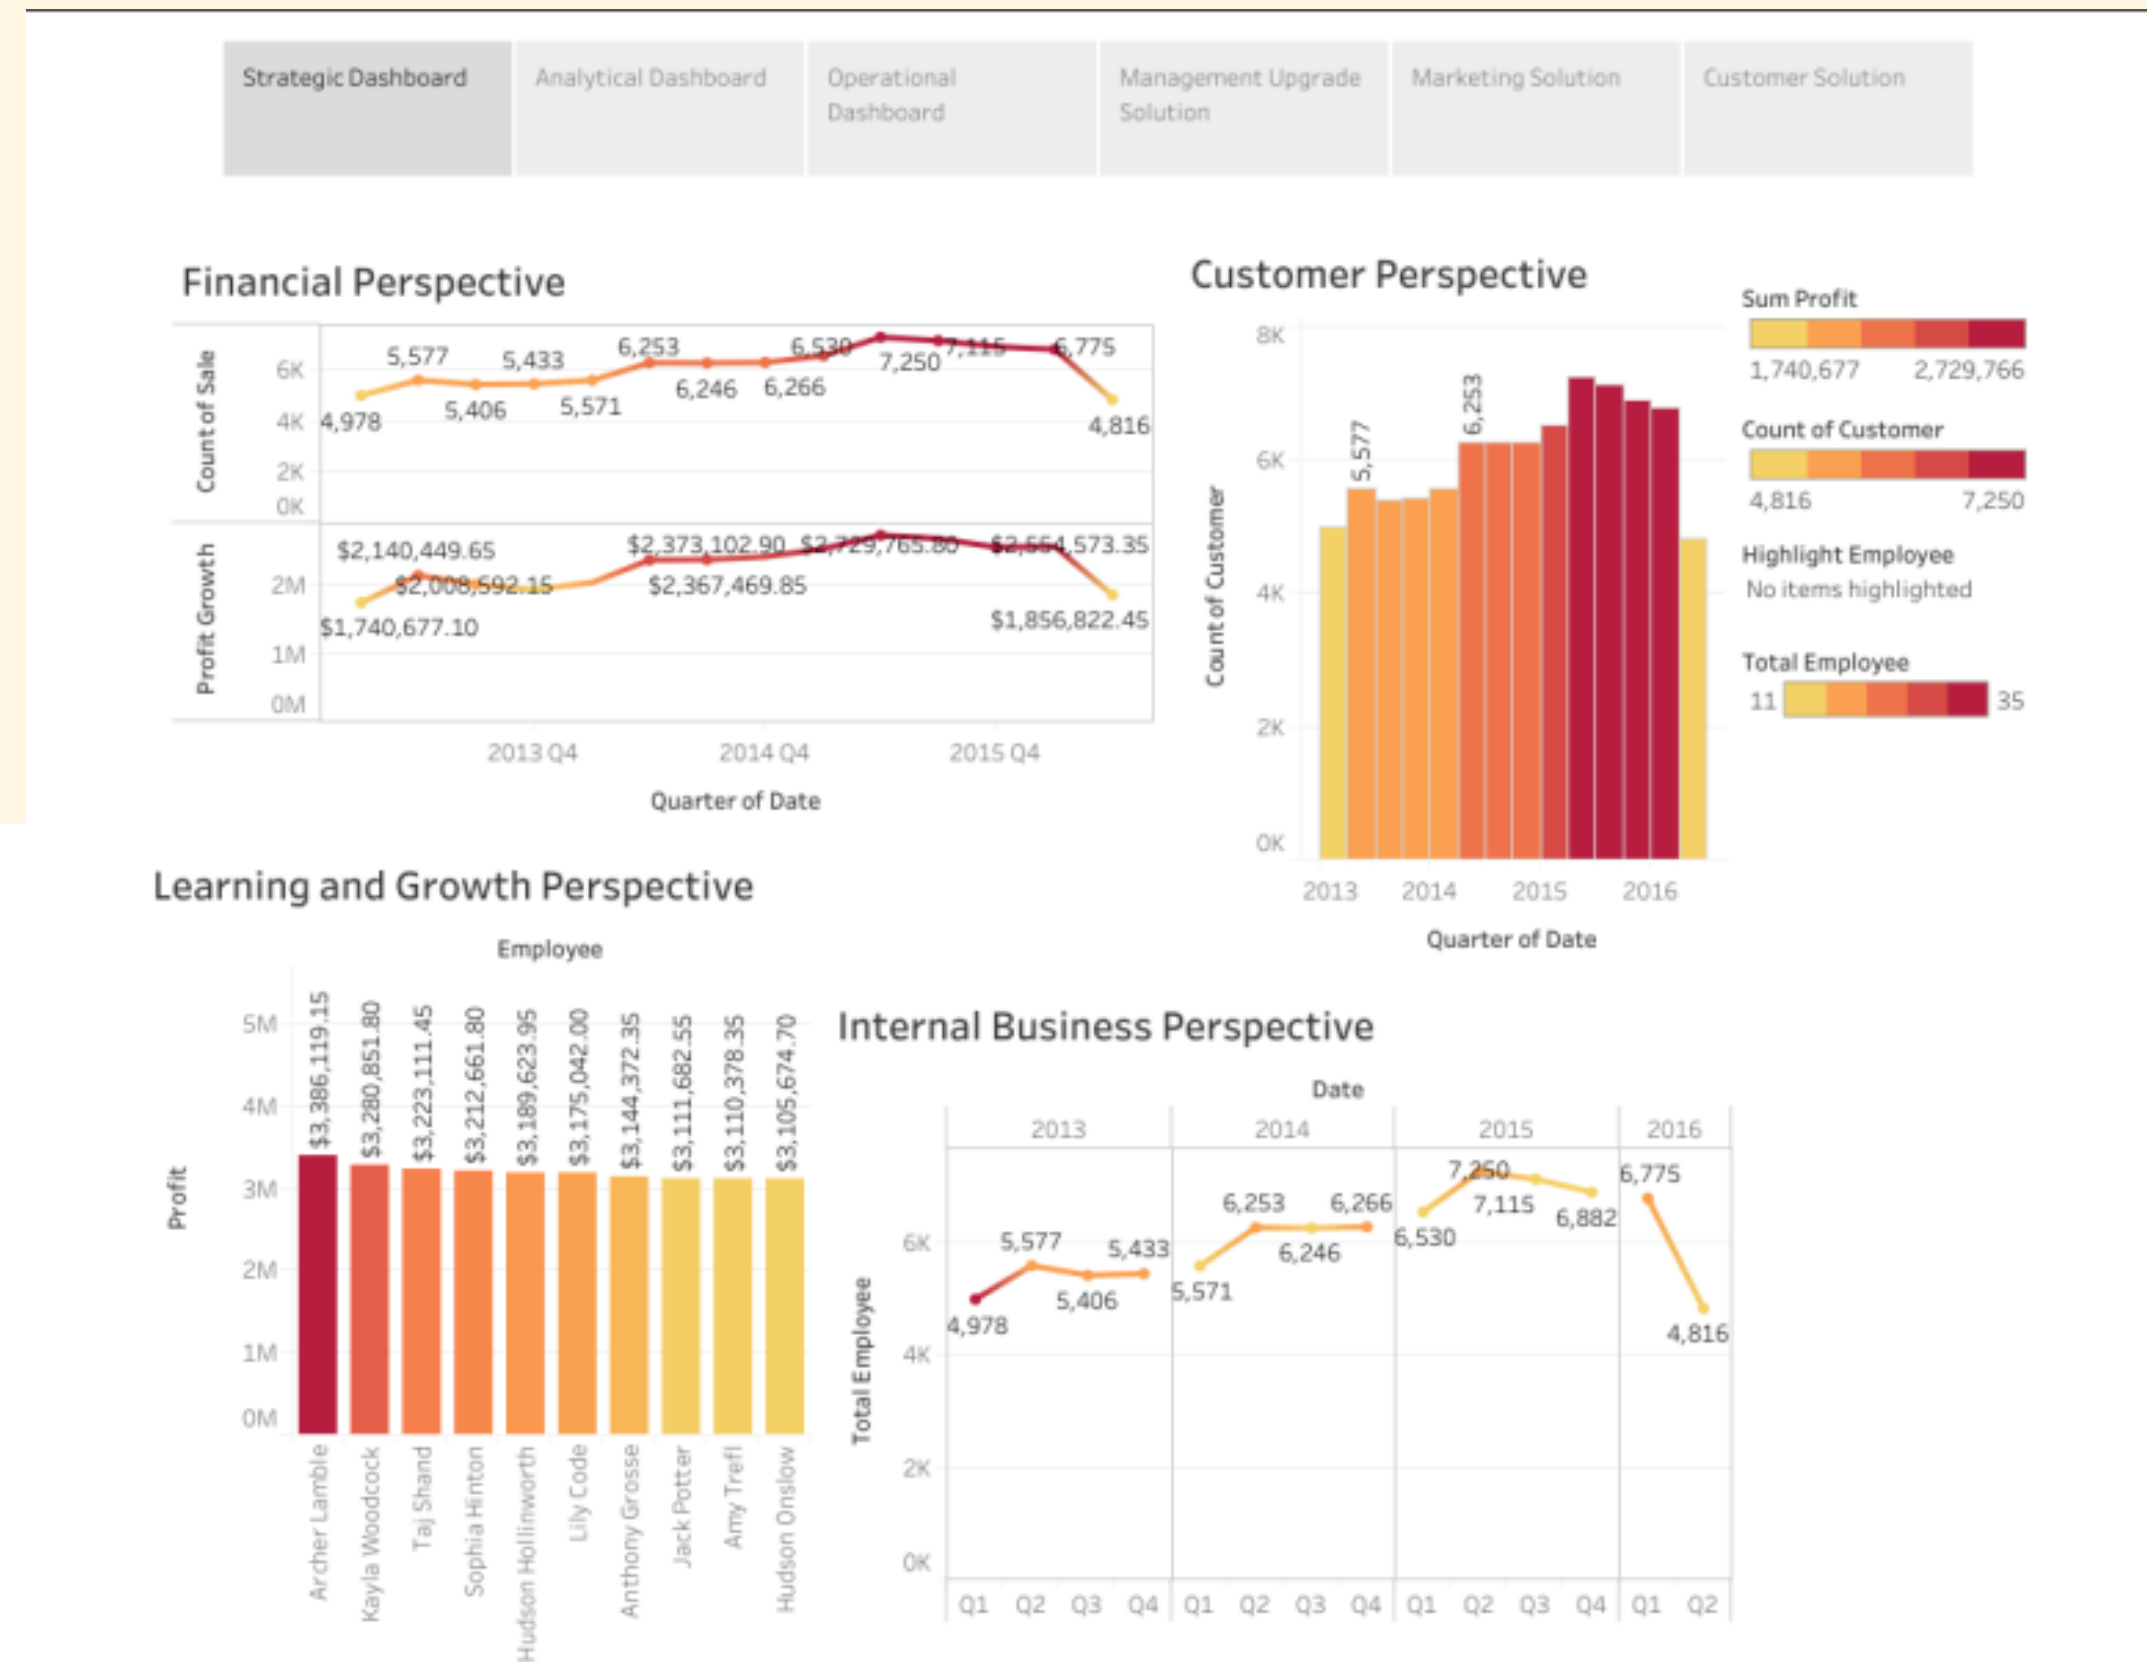 Strategic Dashboard
Analytical Dashboard
Operational
Dashboard
Management Upgrade
Solution
Marketing Solution
Customer Solution
Financial Perspective
Count of Sale
6K
4K
2K
0K
4,978
5,577
5,406
5,433
5,571
6,253
6,246
6,266
6,530
7,250
7,115
6,775
4,816
Profit Growth
2M
1M
0M
$1,740,677.10
$2,140,449.65
$2,008,592.15
$2,373,102.90
$2,367,469.85
$2,729,765.80
$2,554,573.35
$1,856,822.45
2013 Q4
2014 Q4
2015 Q4
Quarter of Date
Customer Perspective
Count of Customer
8K
6K
4K
2K
0K
5,577
6,253
2013
2014
2015
2016
Quarter of Date
Sum Profit
1,740,677
2,729,766
Count of Customer
4,816
7,250
Highlight Employee
No items highlighted
Total Employee
11
35
Learning and Growth Perspective
Employee
Profit
5M
4M
3M
2M
1M
0M
$3,386,119.15
$3,280,851.80
$3,223,111.45
$3,212,661.80
$3,189,623.95
$3,175,042.00
$3,144,372.35
$3,111,682.55
$3,110,378.35
$3,105,674.70
Archer Lamble
Kayla Woodcock
Taj Shand
Sophia Hinton
Hudson Hollinworth
Lily Code
Anthony Grosse
Jack Potter
Amy Trefl
Hudson Onslow
Internal Business Perspective
Date
2013
2014
2015
2016
Total Employee
6K
4K
2K
0K
4,978
5,577
5,406
5,433
5,571
6,253
6,246
6,266
6,530
7,250
7,115
6,882
6,775
4,816
Q1
Q2
Q3
Q4
Q1
Q2
Q3
Q4
Q1
Q2
Q3
Q4
Q1
Q2